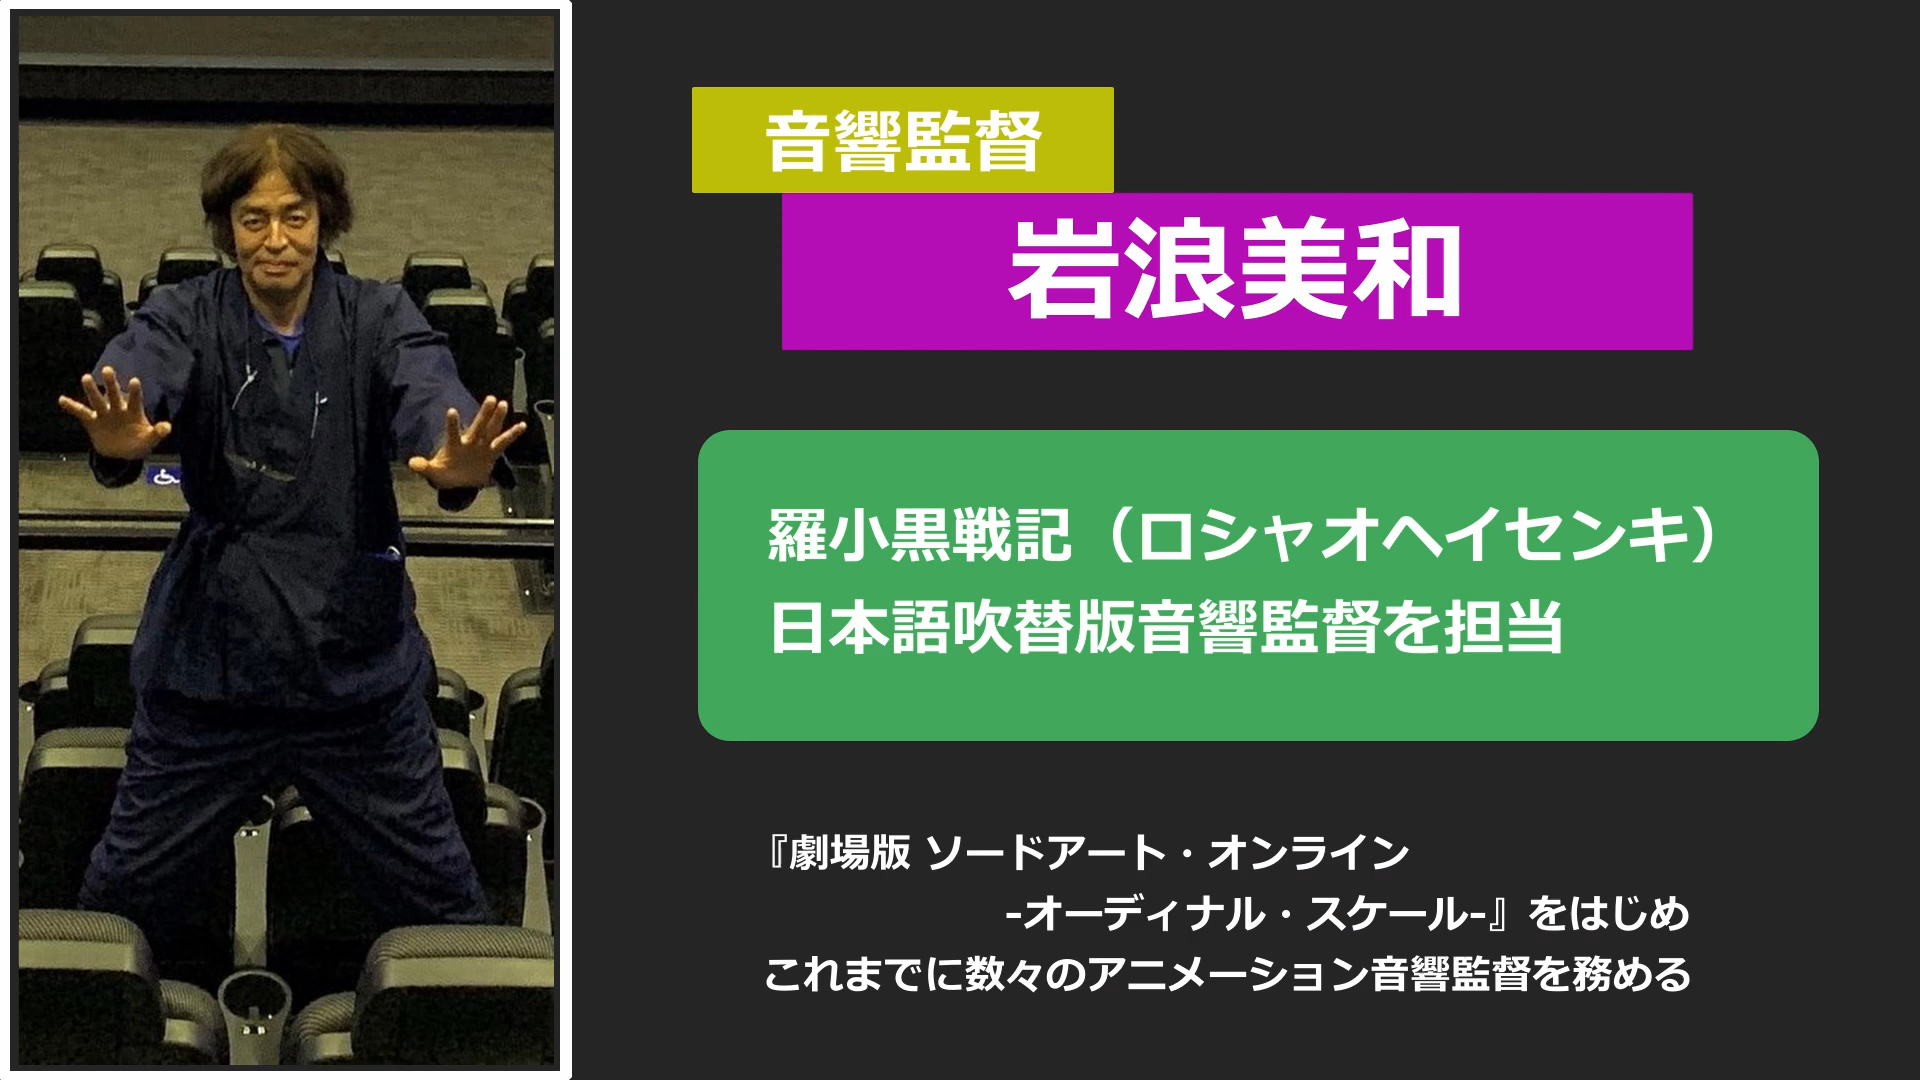 音響監督
岩浪美和
羅小黒戦記（ロシャオヘイセンキ）
日本語吹替版音響監督を担当
『劇場版 ソードアート・オンライン
-オーディナル・スケール-』をはじめ
これまでに数々のアニメーション音響監督を務める